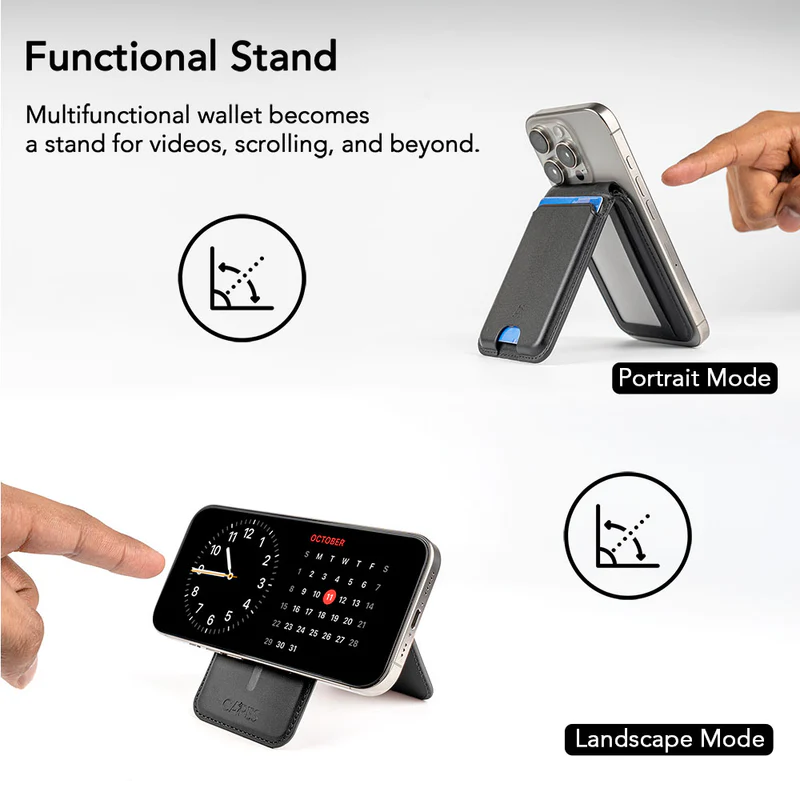 Functional Stand
Multifunctional wallet becomes
a stand for videos, scrolling, and beyond.
Portrait Mode
OCTOBER
S M T W T F S
1 2 3 4 5 6 7
8 9 10 11 12 13 14
15 16 17 18 19 20 21
22 23 24 25 26 27 28
29 30 31
12
1
2
3
4
5
6
7
8
9
10
11
Landscape Mode